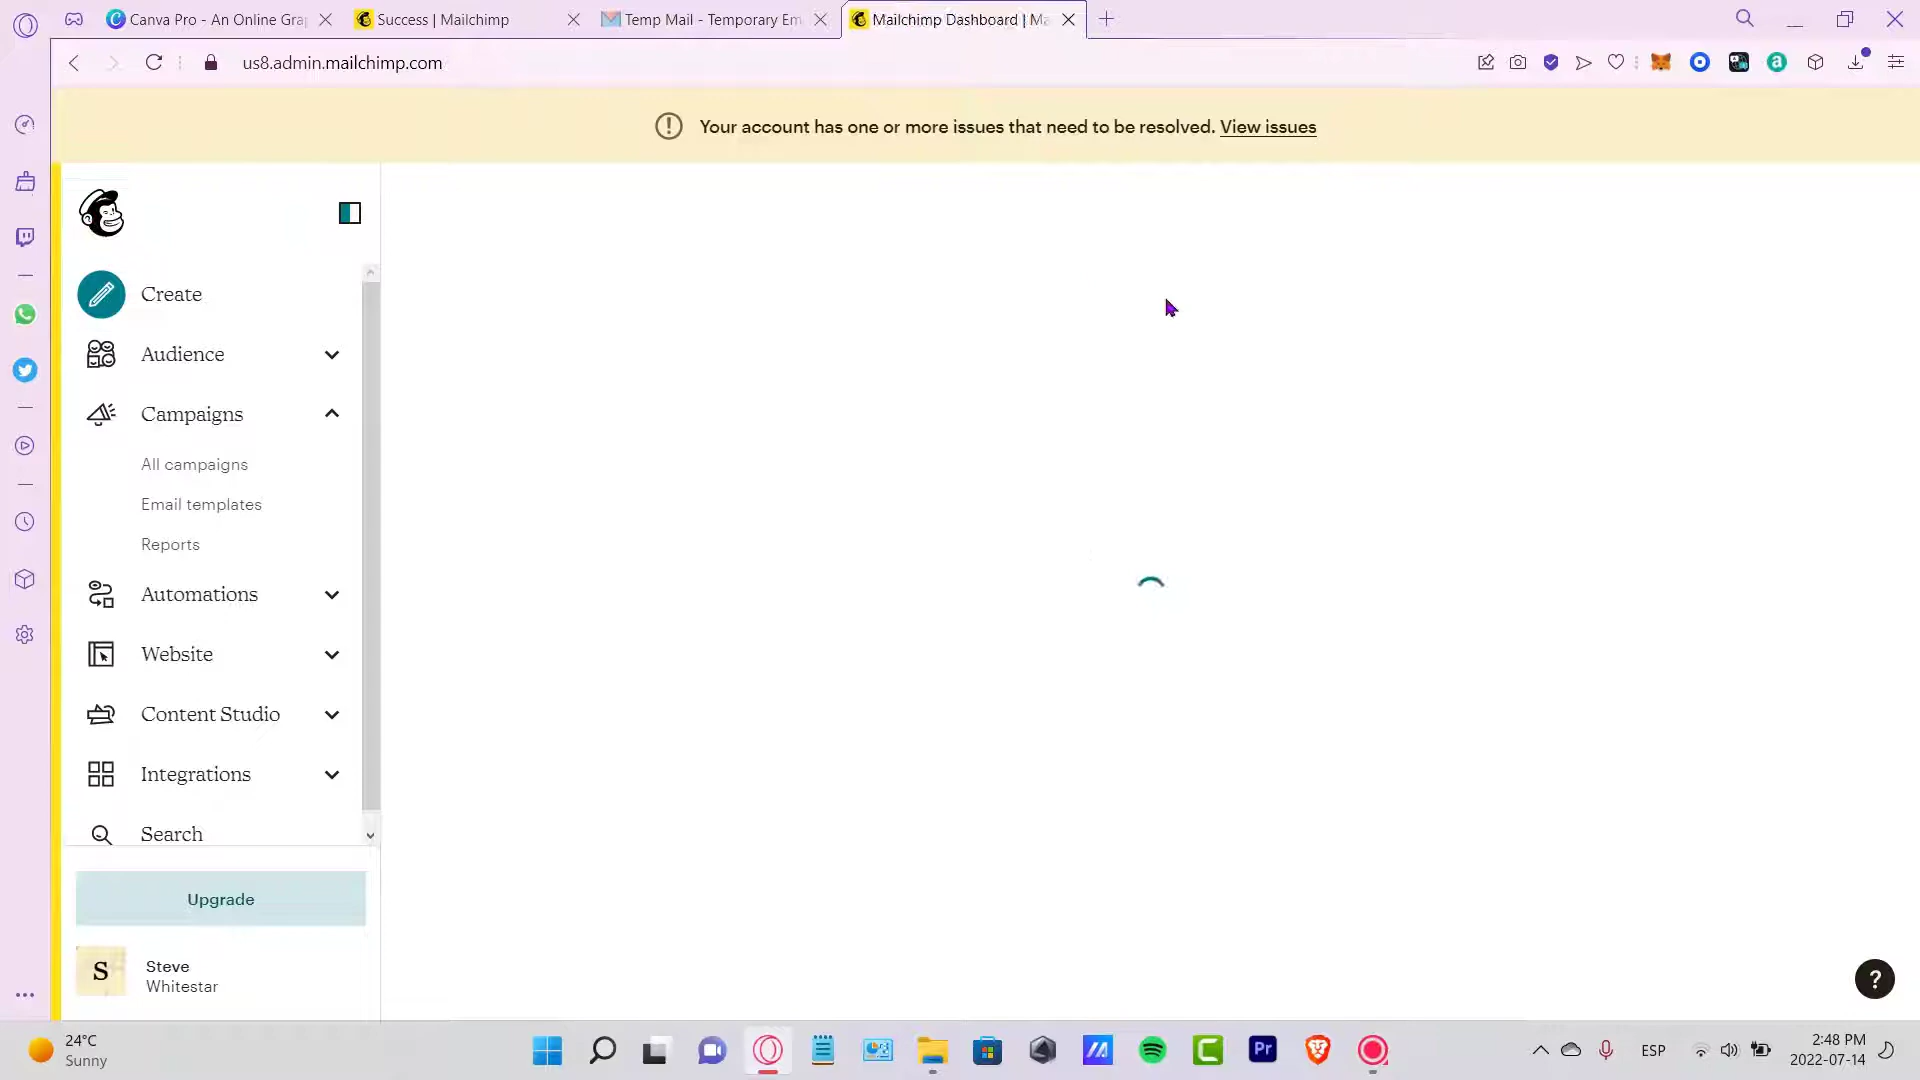 Canva Pro - An Online Gra
Success | Mailchimp
Temp Mail - Temporary Em
Mailchimp Dashboard | Ma
us8.admin.mailchimp.com
Your account has one or more issues that need to be resolved. View issues
Create
Audience
Campaigns
All campaigns
Email templates
Reports
Automations
Website
Content Studio
Integrations
Search
Upgrade
S
Steve
Whitestar
?
24°C
Sunny
Pr
ESP
2:48 PM
2022-07-14